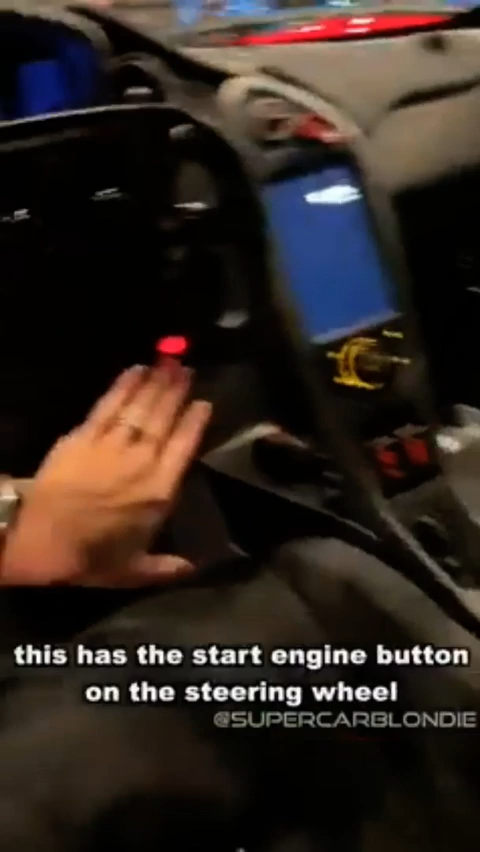 this has the start engine button
on the steering wheel
@SUPERCARBLONDIE